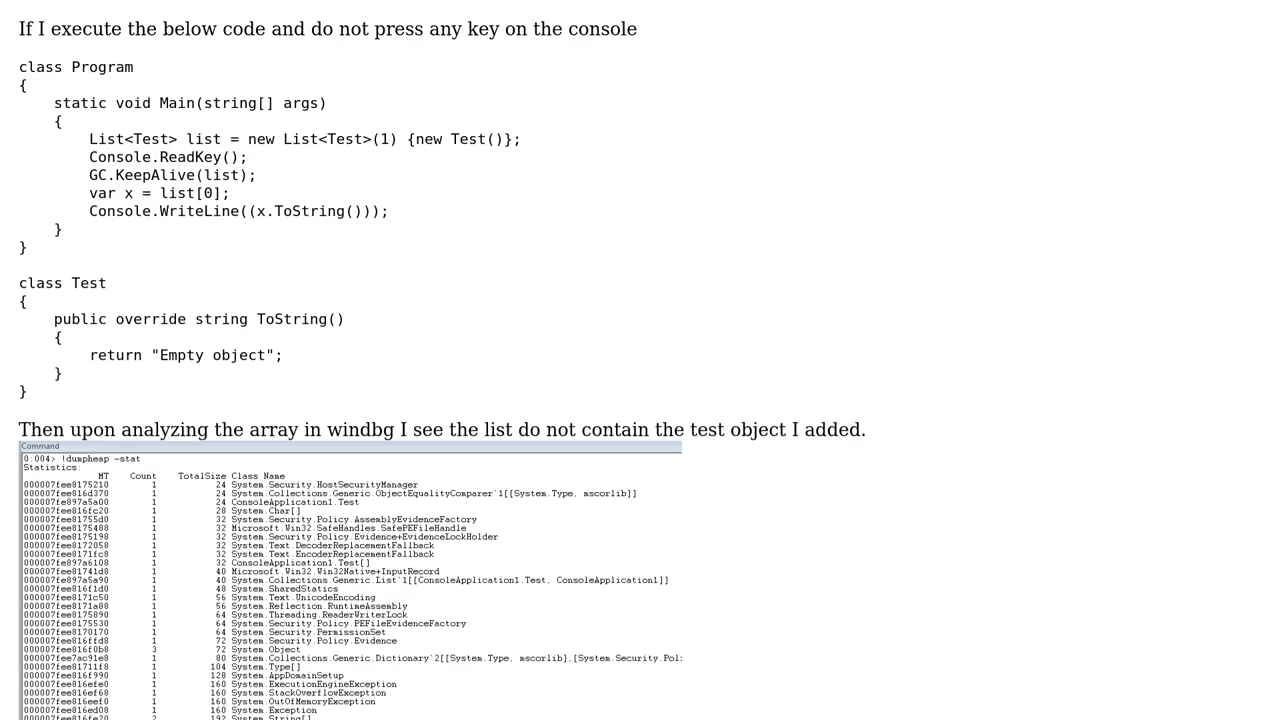 If I execute the below code and do not press any key on the console
class Program
{
    static void Main(string[] args)
    {
        List<Test> list = new List<Test>(1) {new Test()};
        Console.ReadKey();
        GC.KeepAlive(list);
        var x = list[0];
        Console.WriteLine((x.ToString()));
    }
}
class Test
{
    public override string ToString()
    {
        return "Empty object";
    }
}
Then upon analyzing the array in windbg I see the list do not contain the test object I added.
Command
0:004> !dumpheap -stat
Statistics:
MT Count TotalSize Class Name
000007fee8175210 1 24 System.Security.HostSecurityManager
000007fee816d370 1 24 System.Collections.Generic.ObjectEqualityComparer`1[[System.Type, mscorlib]]
000007fe897a5a00 1 24 ConsoleApplication1.Test
000007fee816fc20 1 28 System.Char[]
000007fee81755d0 1 32 System.Security.Policy.AssemblyEvidenceFactory
000007fee8175488 1 32 Microsoft.Win32.SafeHandles.SafePEFileHandle
000007fee8175198 1 32 System.Security.Policy.Evidence+EvidenceLockHolder
000007fee8172058 1 32 System.Text.DecoderReplacementFallback
000007fee8171fc8 1 32 System.Text.EncoderReplacementFallback
000007fe897a6108 1 32 ConsoleApplication1.Test[]
000007fee81741d8 1 40 Microsoft.Win32.Win32Native+InputRecord
000007fe897a5a90 1 40 System.Collections.Generic.List`1[[ConsoleApplication1.Test, ConsoleApplication1]]
000007fee816f1d0 1 48 System.SharedStatics
000007fee8171c50 1 56 System.Text.UnicodeEncoding
000007fee8171a88 1 56 System.Reflection.RuntimeAssembly
000007fee8175890 1 64 System.Threading.ReaderWriterLock
000007fee8175530 1 64 System.Security.Policy.PEFileEvidenceFactory
000007fee8170170 1 64 System.Security.PermissionSet
000007fee816ffd8 1 72 System.Security.Policy.Evidence
000007fee816f0b8 3 72 System.Object
000007fee7ac91e8 1 80 System.Collections.Generic.Dictionary`2[[System.Type, mscorlib],[System.Security.Pol:
000007fee81711f8 1 104 System.Type[]
000007fee816f990 1 128 System.AppDomainSetup
000007fee816efe0 1 160 System.ExecutionEngineException
000007fee816ef68 1 160 System.StackOverflowException
000007fee816eef0 1 160 System.OutOfMemoryException
000007fee816ed08 1 160 System.Exception
000007fee816fe20 2 192 System.String[]